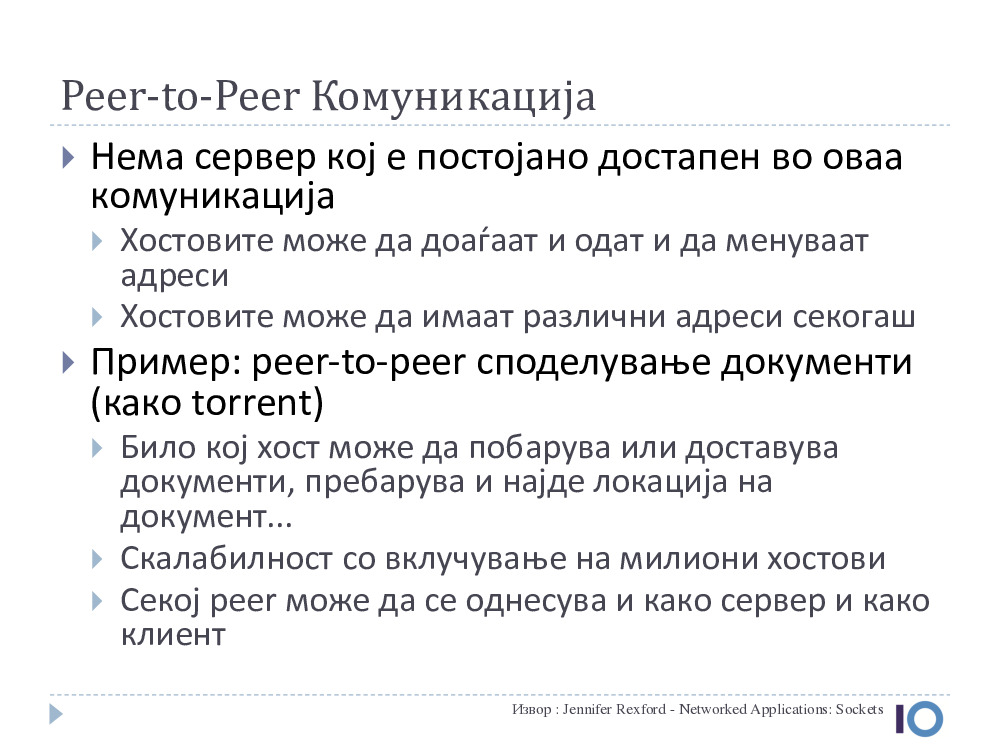 Peer-to-Peer Комуникација
Нема сервер кој е постојано достапен во оваа
комуникација
Хостовите може да доаѓаат и одат и да менуваат
адреси
Хостовите може да имаат различни адреси секогаш
Пример: peer-to-peer споделување документи
(како torrent)
Било кој хост може да побарува или доставува
документи, пребарува и најде локација на
документ...
Скалабилност со вклучување на милиони хостови
Секој peer може да се однесува и како сервер и како
клиент
Извор : Jennifer Rexford - Networked Applications: Sockets